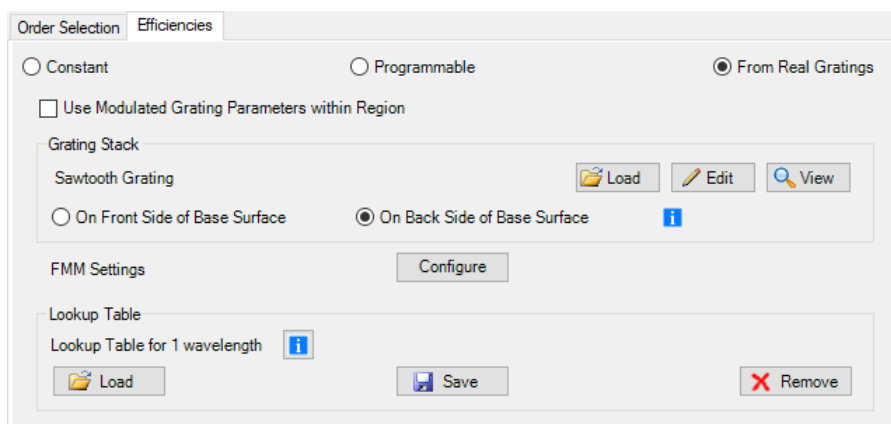 Order Selection Efficiencies
Constant Programmable From Real Gratings
Use Modulated Grating Parameters within Region
Grating Stack
Sawtooth Grating Load Edit View
On Front Side of Base Surface On Back Side of Base Surface i
FMM Settings Configure
Lookup Table
Lookup Table for 1 wavelength i
Load Save Remove